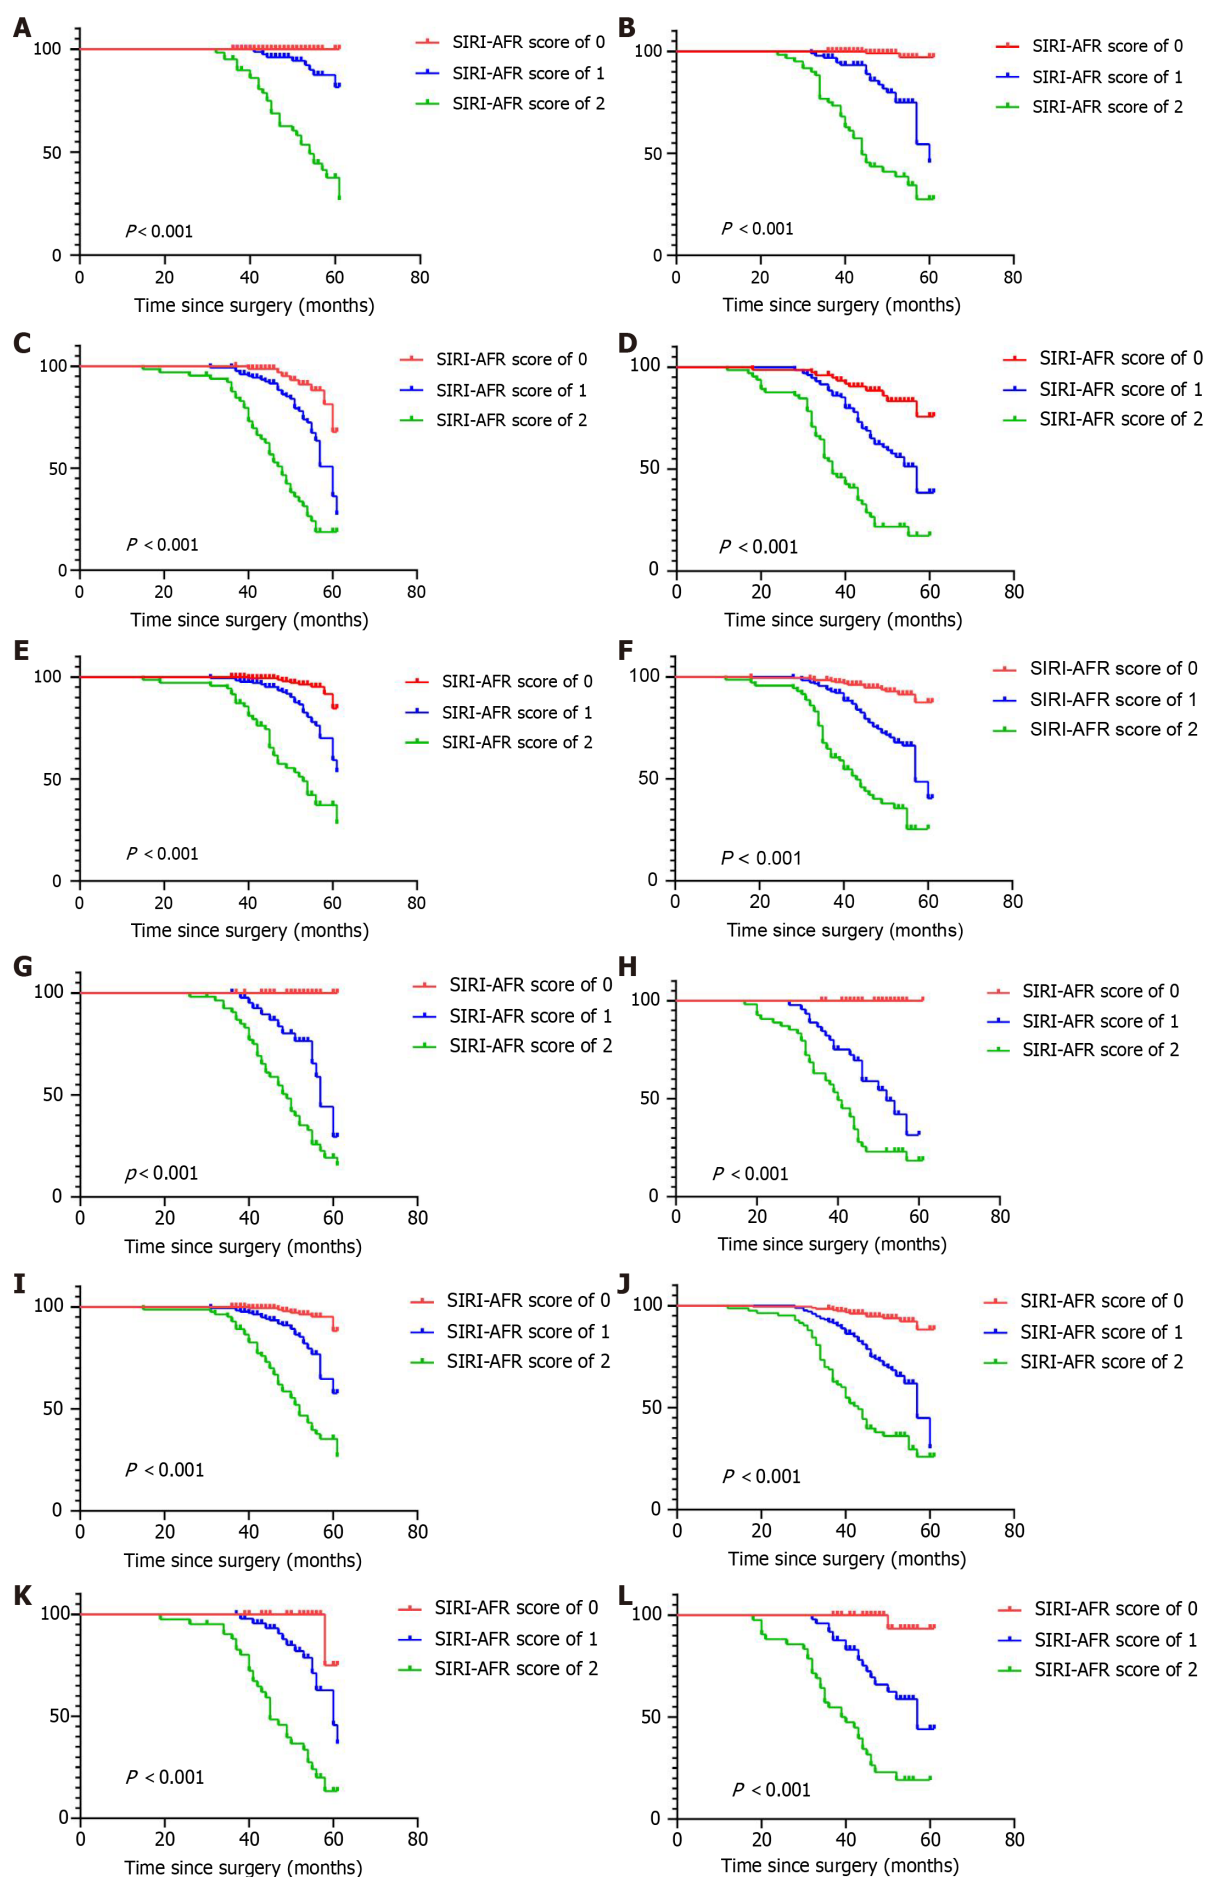 A
100
50
0
0 20 40 60 80
Time since surgery (months)
P < 0.001
SIRI-AFR score of 0
SIRI-AFR score of 1
SIRI-AFR score of 2
B
100
50
0
0 20 40 60 80
Time since surgery (months)
P < 0.001
SIRI-AFR score of 0
SIRI-AFR score of 1
SIRI-AFR score of 2
C
100
50
0
0 20 40 60 80
Time since surgery (months)
P < 0.001
SIRI-AFR score of 0
SIRI-AFR score of 1
SIRI-AFR score of 2
D
100
50
0
0 20 40 60 80
Time since surgery (months)
P < 0.001
SIRI-AFR score of 0
SIRI-AFR score of 1
SIRI-AFR score of 2
E
100
50
0
0 20 40 60 80
Time since surgery (months)
P < 0.001
SIRI-AFR score of 0
SIRI-AFR score of 1
SIRI-AFR score of 2
F
100
50
0
0 20 40 60 80
Time since surgery (months)
P < 0.001
SIRI-AFR score of 0
SIRI-AFR score of 1
SIRI-AFR score of 2
G
100
50
0
0 20 40 60 80
Time since surgery (months)
p< 0.001
SIRI-AFR score of 0
SIRI-AFR score of 1
SIRI-AFR score of 2
H
100
50
0
0 20 40 60 80
Time since surgery (months)
P < 0.001
SIRI-AFR score of 0
SIRI-AFR score of 1
SIRI-AFR score of 2
I
100
50
0
0 20 40 60 80
Time since surgery (months)
P < 0.001
SIRI-AFR score of 0
SIRI-AFR score of 1
SIRI-AFR score of 2
J
100
50
0
0 20 40 60 80
Time since surgery (months)
P < 0.001
SIRI-AFR score of 0
SIRI-AFR score of 1
SIRI-AFR score of 2
K
100
50
0
0 20 40 60 80
Time since surgery (months)
P < 0.001
SIRI-AFR score of 0
SIRI-AFR score of 1
SIRI-AFR score of 2
L
100
50
0
0 20 40 60 80
Time since surgery (months)
P < 0.001
SIRI-AFR score of 0
SIRI-AFR score of 1
SIRI-AFR score of 2